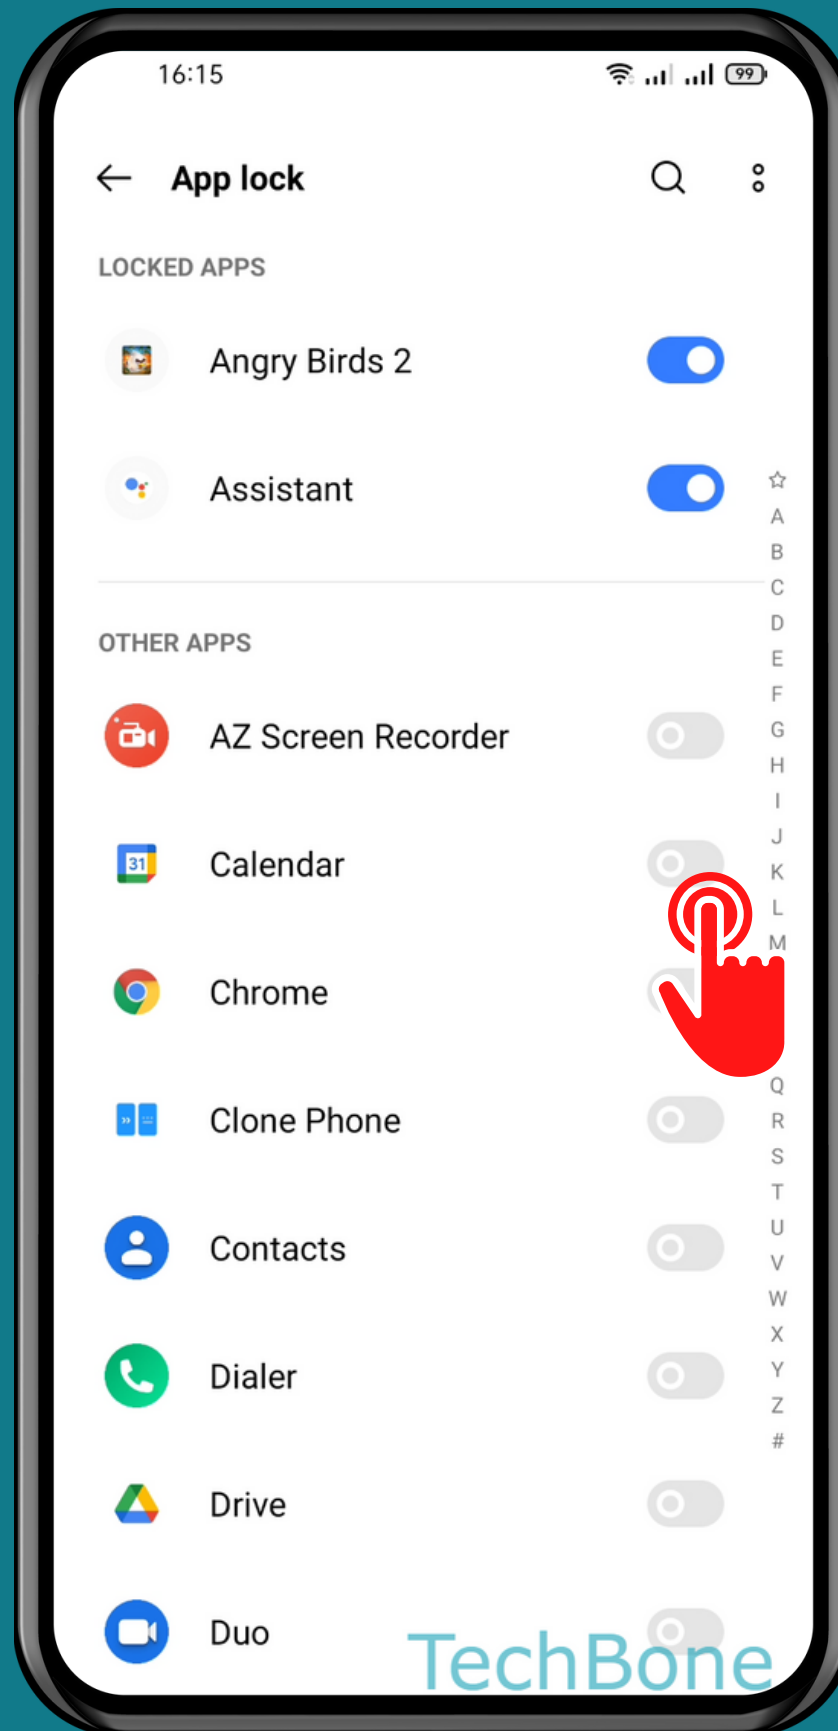 16:15
99
App lock
LOCKED APPS
Angry Birds 2
Assistant
☆
A
B
C
D
E
F
G
H
I
J
K
L
M
Q
R
S
T
U
V
W
X
Y
Z
#
OTHER APPS
AZ Screen Recorder
31
Calendar
Chrome
Clone Phone
Contacts
Dialer
Drive
Duo
TechBone